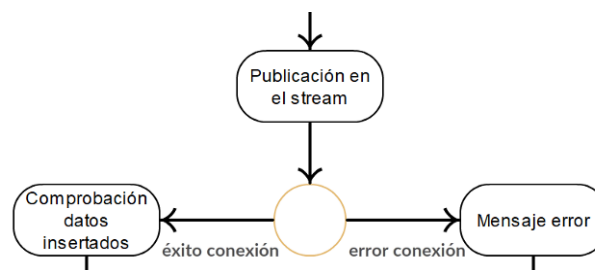 Publicación en
el stream
Comprobación
datos
insertados
éxito conexión
error conexión
Mensaje error